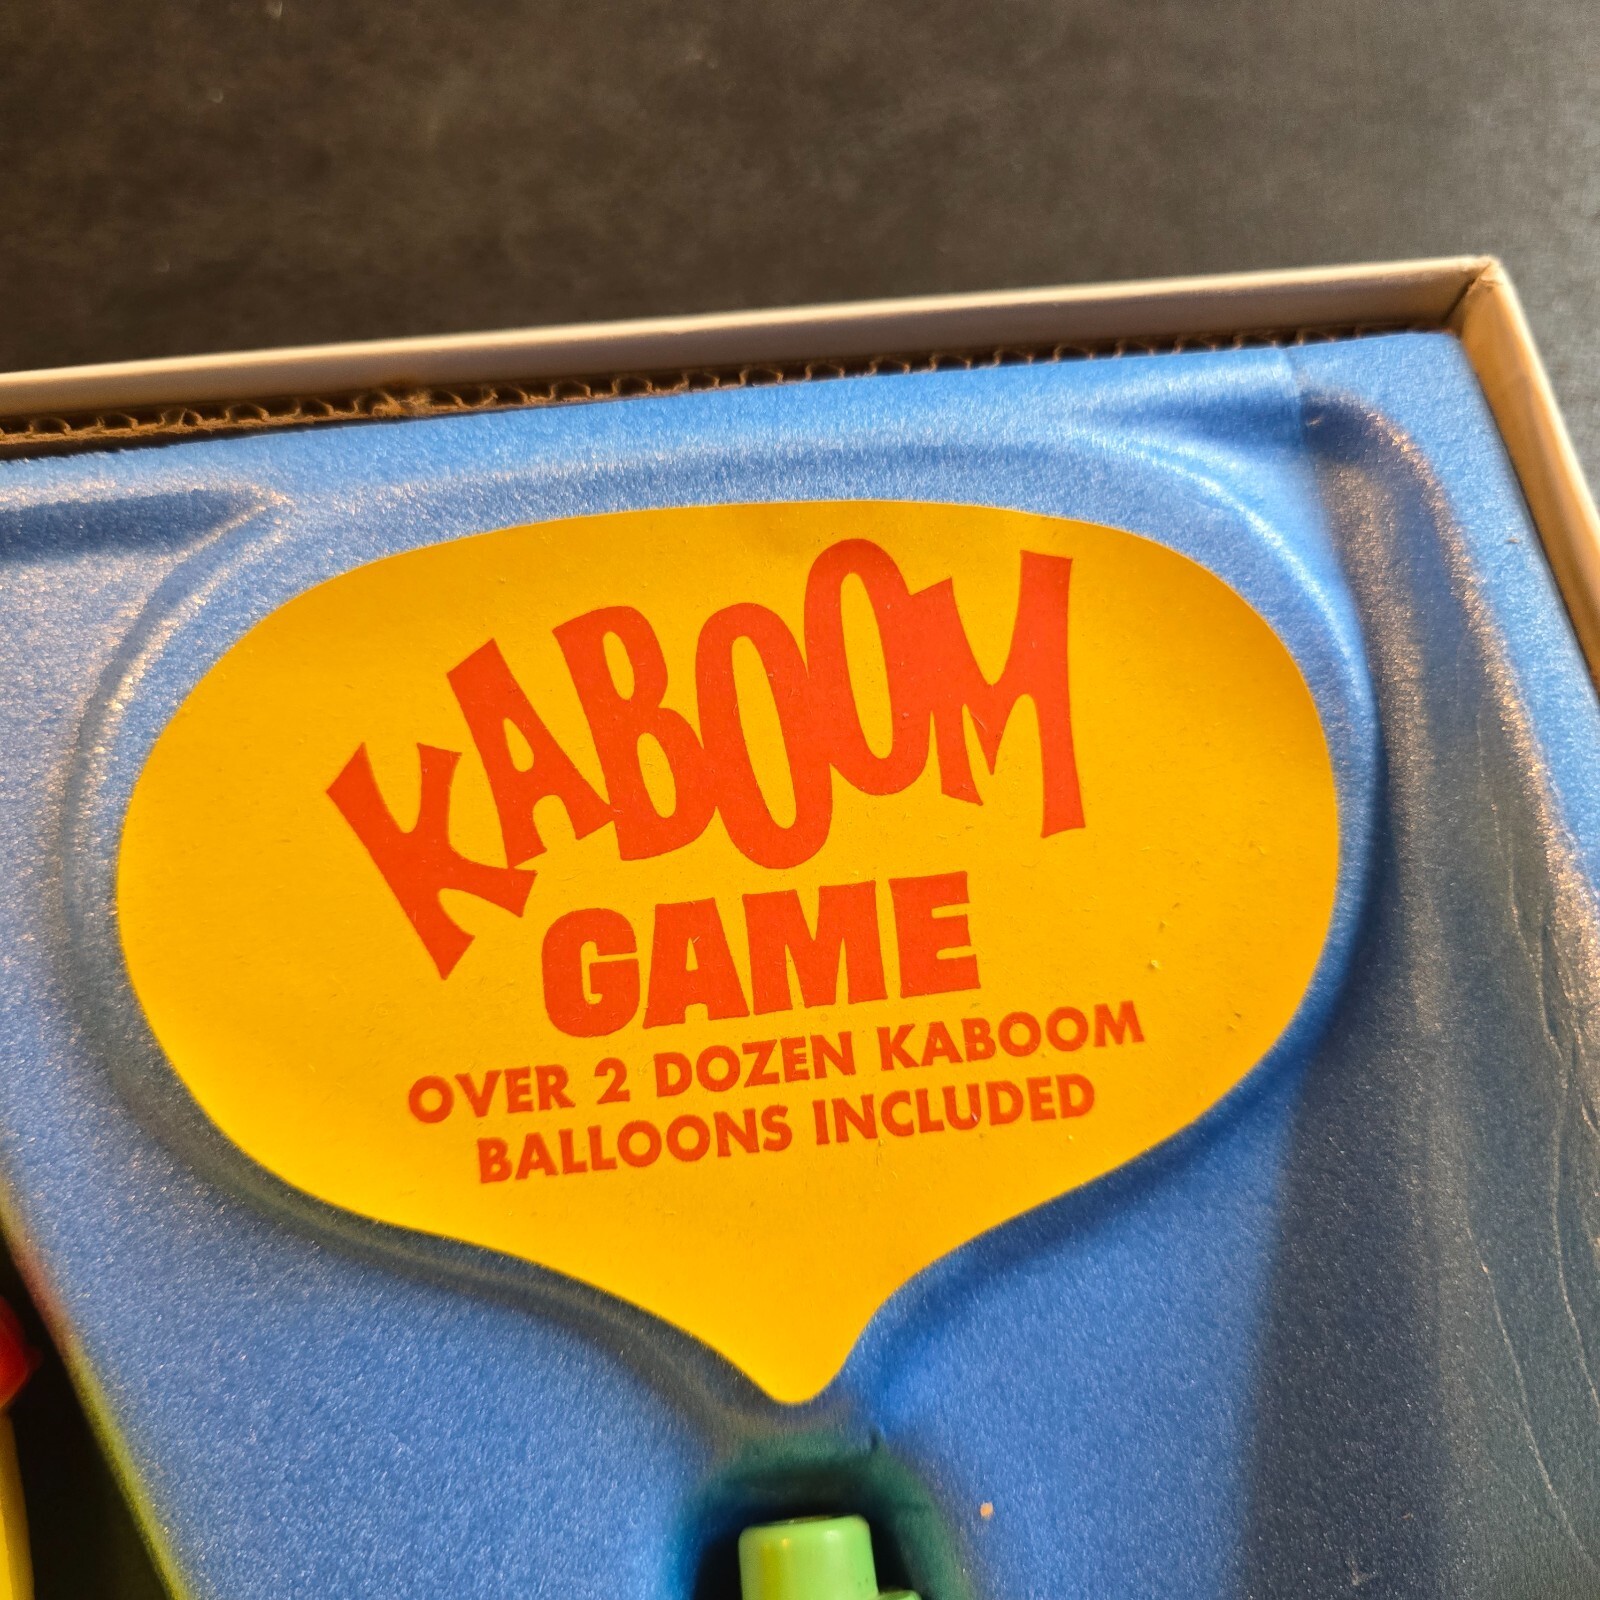 KABOOM
GAME
OVER 2 DOZEN KABOOM
BALLOONS INCLUDED